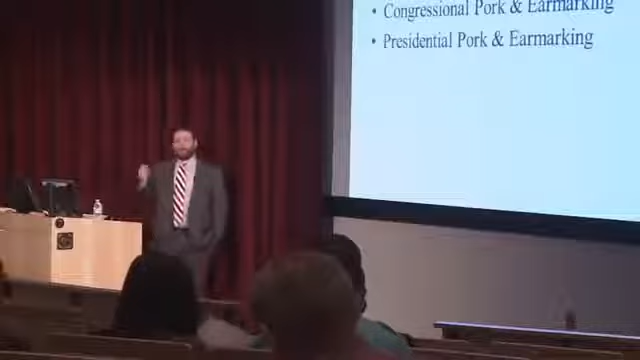 • Congressional Pork & Earmarking
• Presidential Pork & Earmarking